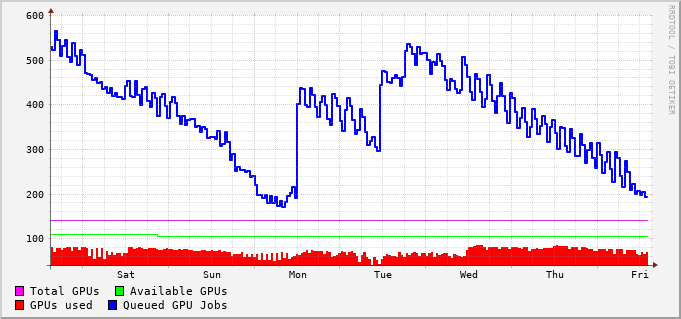 600
500
400
300
200
100
Sat Sun Mon Tue Wed Thu Fri
Total GPUs Available GPUs
GPUs used Queued GPU Jobs
RRDTOOL / TOBI OETIKER